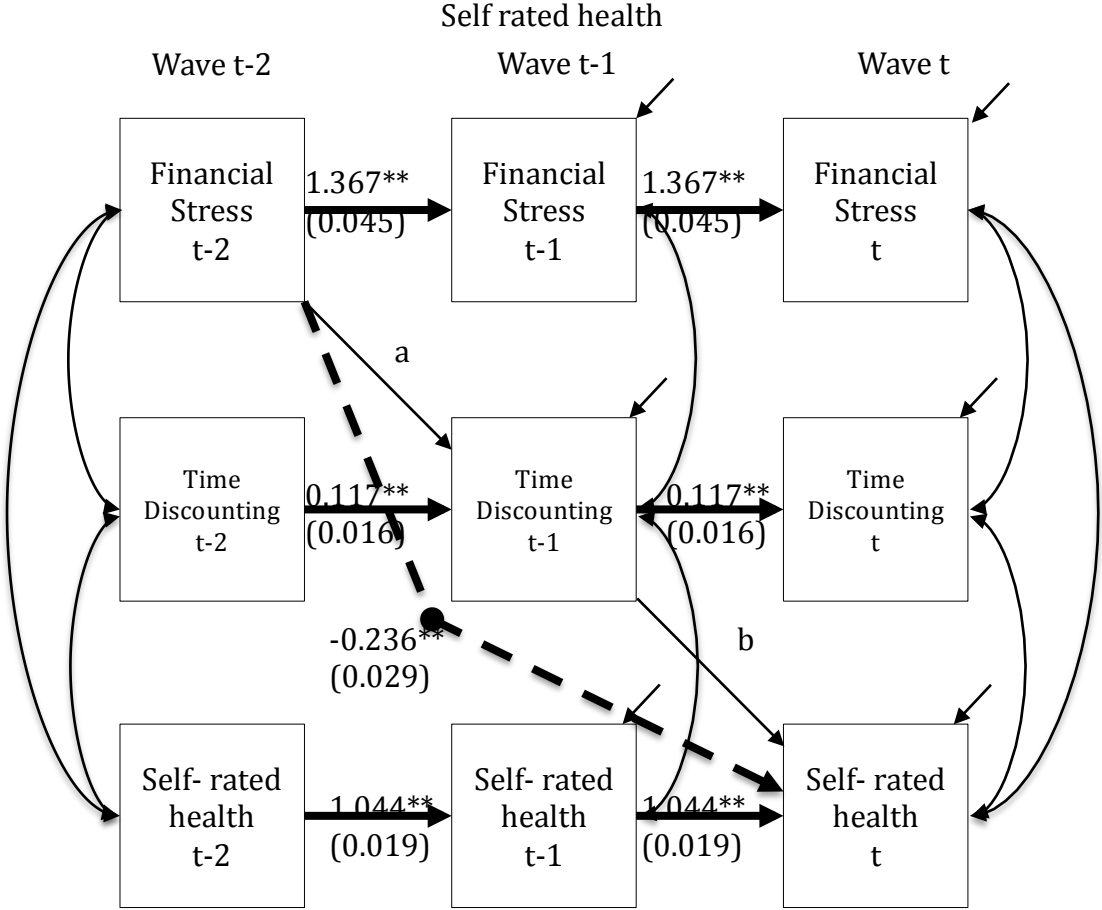 Self rated health
Wave t-2
Wave t-1
Wave t
Financial
Stress
t-2
1.367**
(0.045)
Financial
Stress
t-1
1.367**
(0.045)
Financial
Stress
t
a
Time
Discounting
t-2
0.117**
(0.016)
Time
Discounting
t-1
0.117**
(0.016)
Time
Discounting
t
-0.236**
(0.029)
b
Self- rated
health
t-2
1.044**
(0.019)
Self- rated
health
t-1
1.044**
(0.019)
Self- rated
health
t